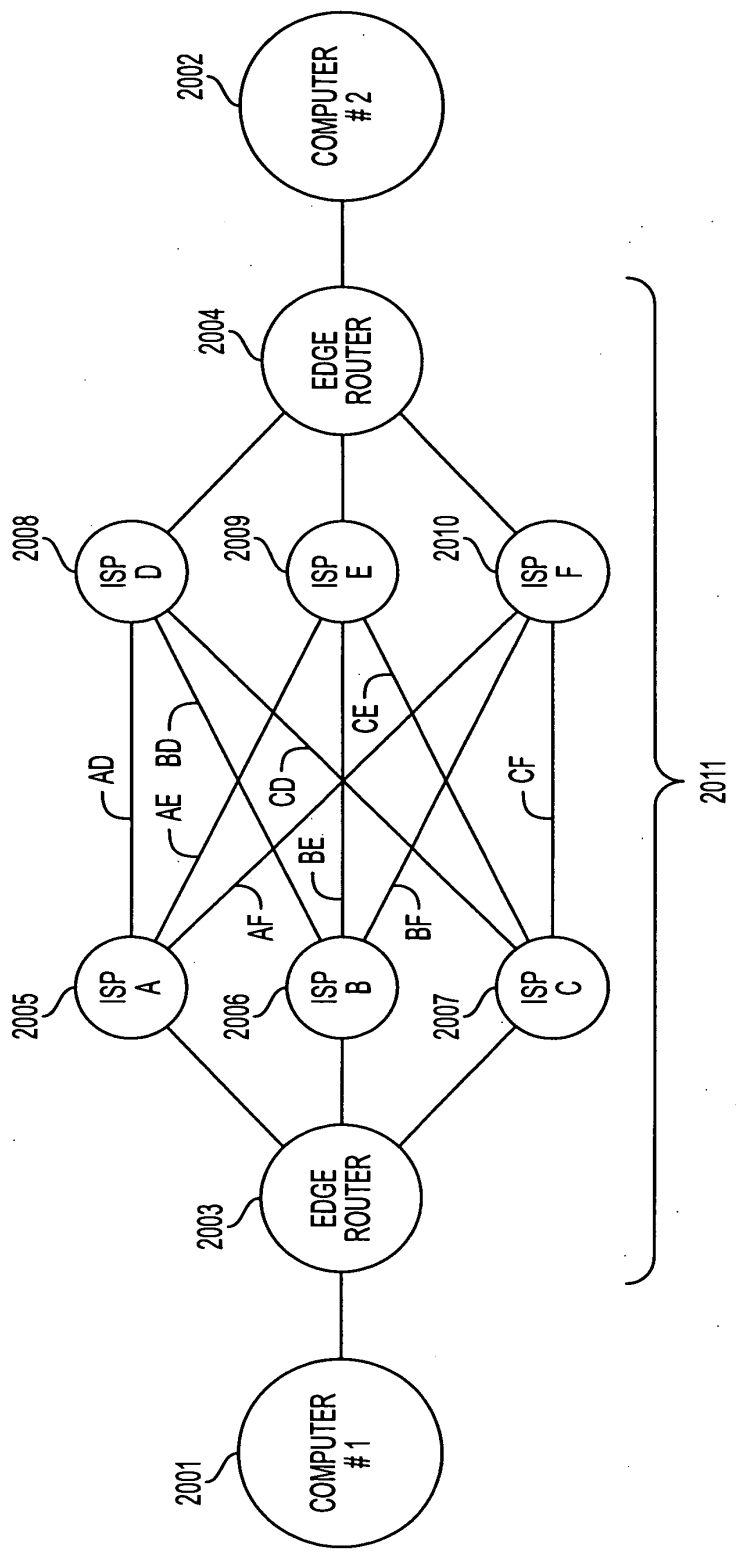 2001
COMPUTER
#1
2003
EDGE
ROUTER
2005
ISP
A
2006
ISP
B
2007
ISP
C
AD
AE
BD
AF
CD
BE
CE
BF
CF
2008
ISP
D
2009
ISP
E
2010
ISP
F
2004
EDGE
ROUTER
2002
COMPUTER
#2
2011